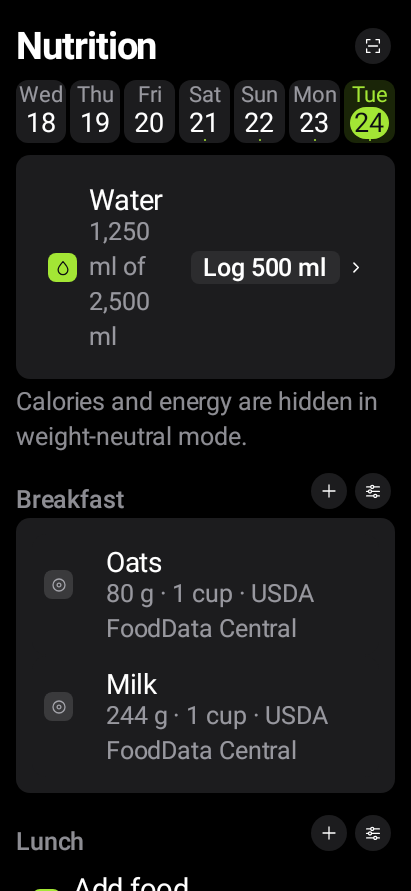 Nutrition
Wed Thu Fri Sat Sun Mon Tue
18 19 20 21 22 23 24
Water
1,250
ml of
2,500
ml
Log 500 ml
Calories and energy are hidden in
weight-neutral mode.
Breakfast
Oats
80 g · 1 cup · USDA
FoodData Central
Milk
244 g · 1 cup · USDA
FoodData Central
Lunch
Add food